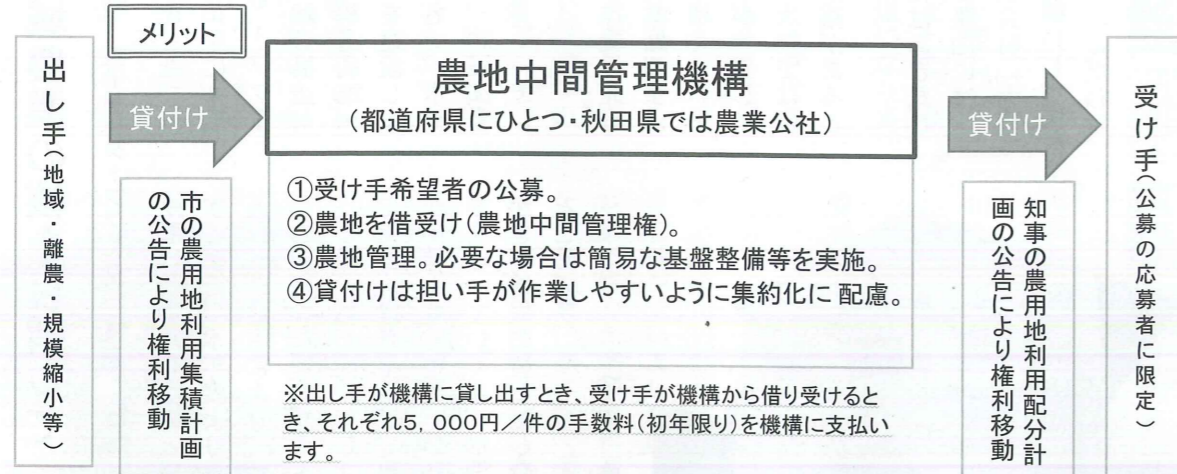 メリット
出し手（地域・離農・規模縮小等）
貸付け
市の農用地利用集積計画
の公告により権利移動
農地中間管理機構
（都道府県にひとつ・秋田県では農業公社）
①受け手希望者の公募。
②農地を借受け（農地中間管理権）。
③農地管理。必要な場合は簡易な基盤整備等を実施。
④貸付けは担い手が作業しやすいように集約化に 配慮。
※出し手が機構に貸し出すとき、受け手が機構から借り受けると
き、それぞれ5，000円／件の手数料（初年限り）を機構に支払い
ます。
貸付け
知事の農用地利用配分計
画の公告により権利移動
受け手（公募の応募者に限定）